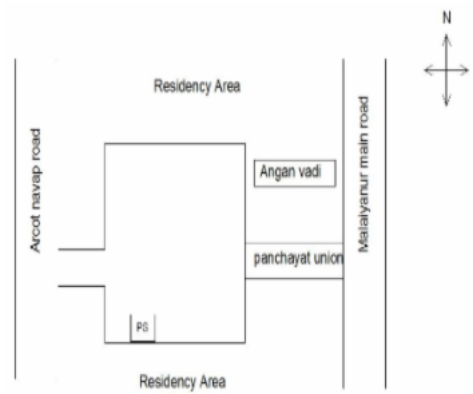 N
Residency Area
Arcot navap road
Malaiyanur main road
Angan vadi
panchayat union
PS
Residency Area